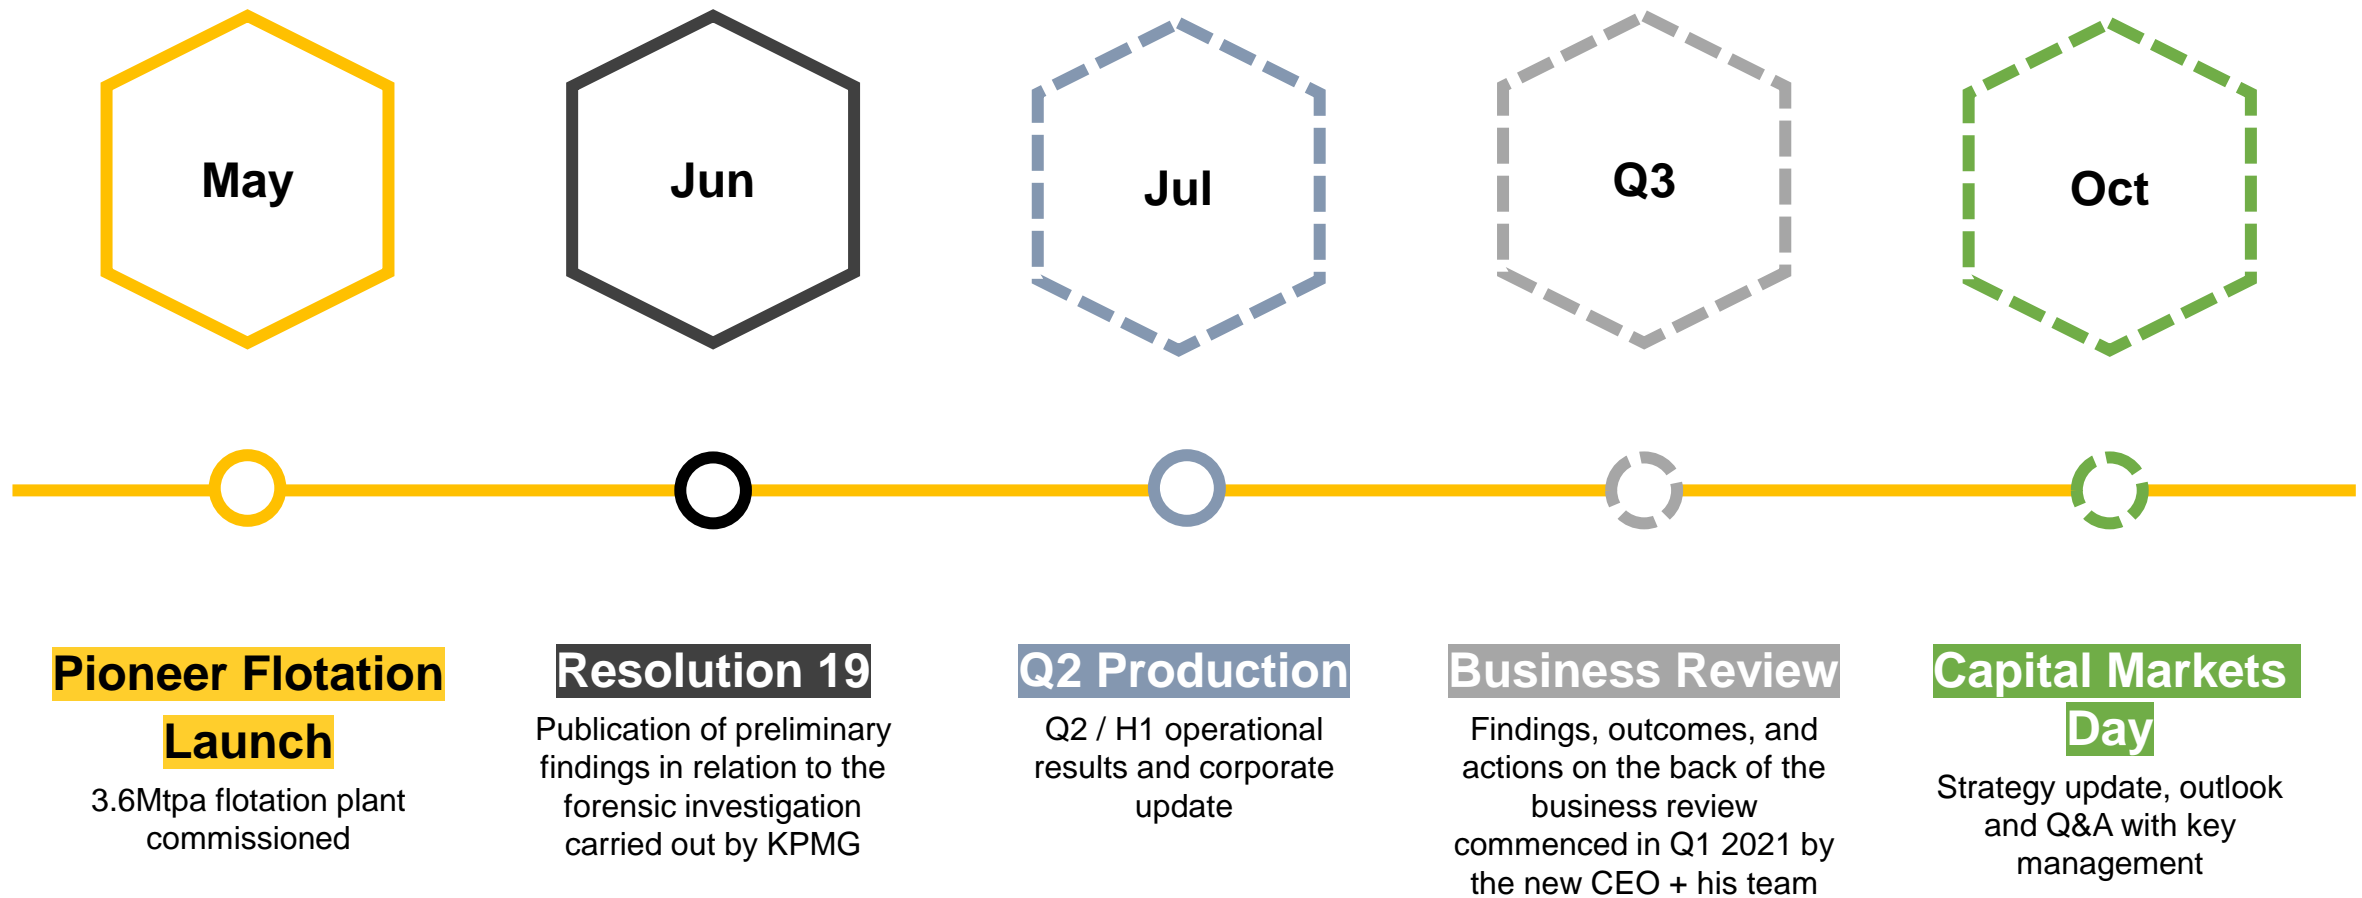 May
Jun
Jul
Q3
Oct
Pioneer Flotation
Launch
3.6Mtpa flotation plant
commissioned
Resolution 19
Publication of preliminary
findings in relation to the
forensic investigation
carried out by KPMG
Q2 Production
Q2 / H1 operational
results and corporate
update
Business Review
Findings, outcomes, and
actions on the back of the
business review
commenced in Q1 2021 by
the new CEO + his team
Capital Markets
Day
Strategy update, outlook
and Q&A with key
management